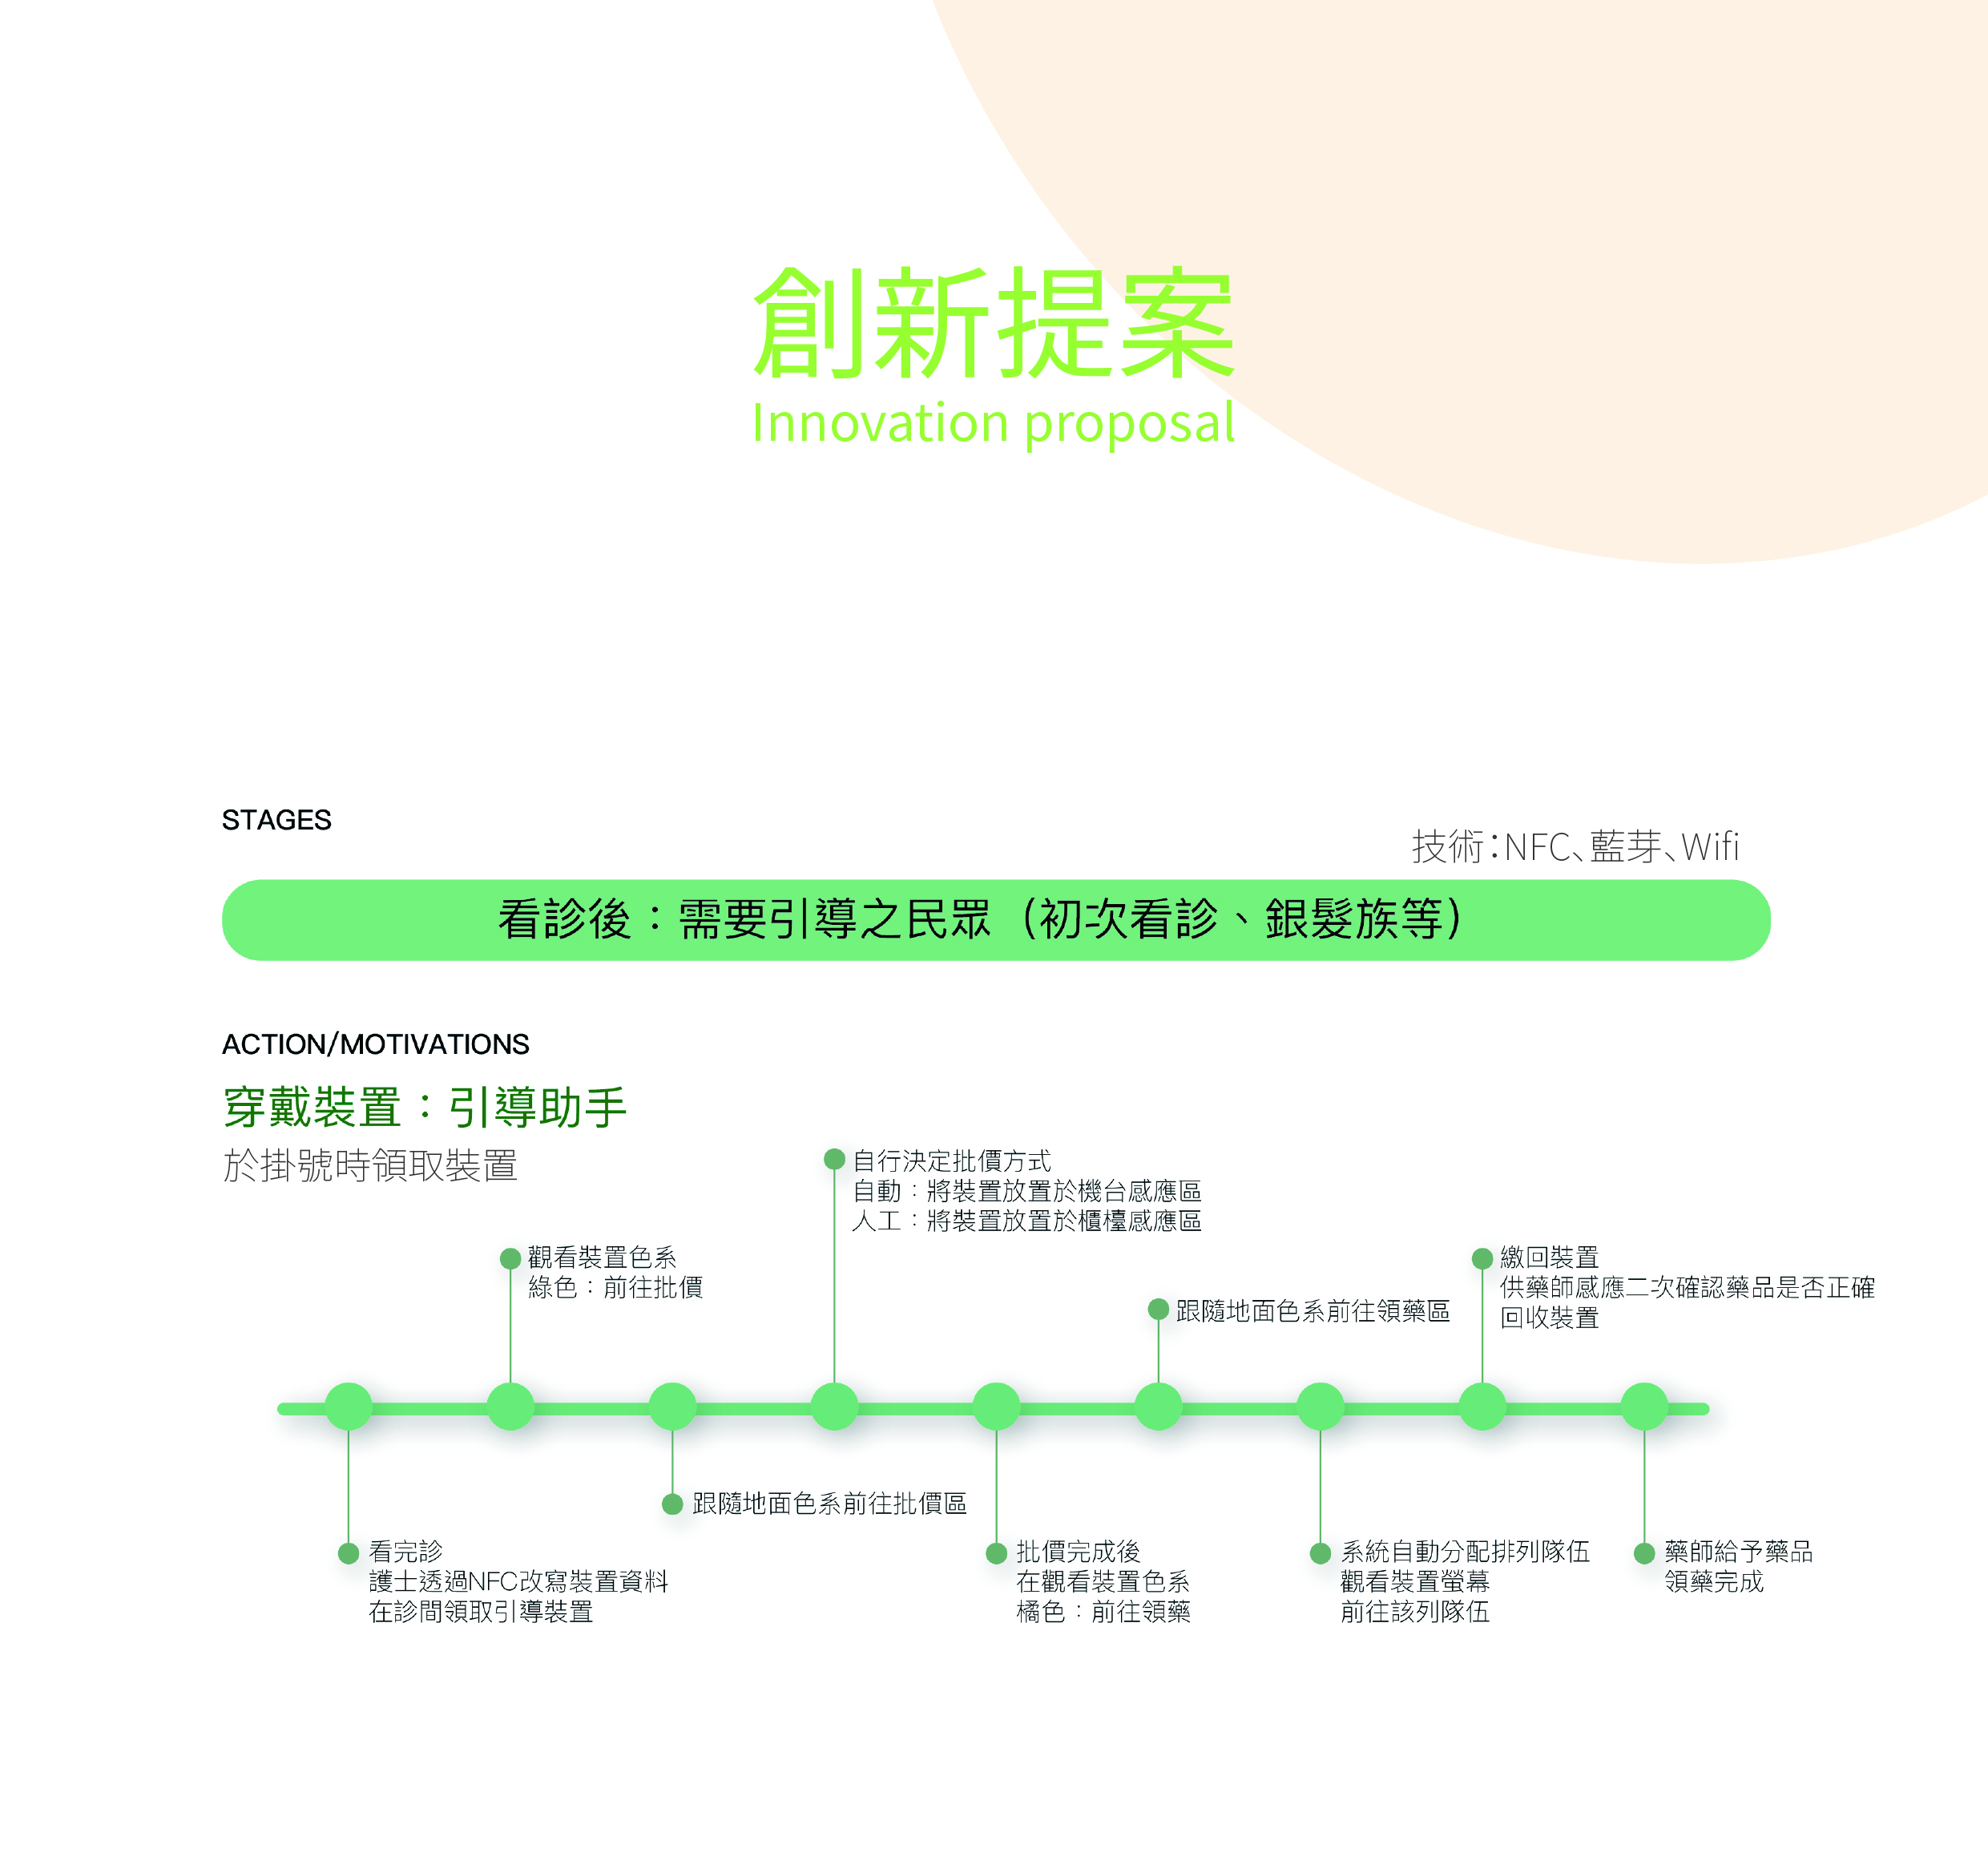 創新提案
Innovation proposal
STAGES
技術：NFC、藍芽、Wifi
看診後：需要引導之民眾（初次看診、銀髮族等）
ACTION/MOTIVATIONS
穿戴裝置：引導助手
於掛號時領取裝置
看完診
護士透過NFC改寫裝置資料
在診間領取引導裝置
觀看裝置色系
綠色：前往批價
跟隨地面色系前往批價區
自行決定批價方式
自動：將裝置放置於機台感應區
人工：將裝置放置於櫃檯感應區
批價完成後
在觀看裝置色系
橘色：前往領藥
跟隨地面色系前往領藥區
系統自動分配排列隊伍
觀看裝置螢幕
前往該列隊伍
繳回裝置
供藥師感應二次確認藥品是否正確
回收裝置
藥師給予藥品
領藥完成